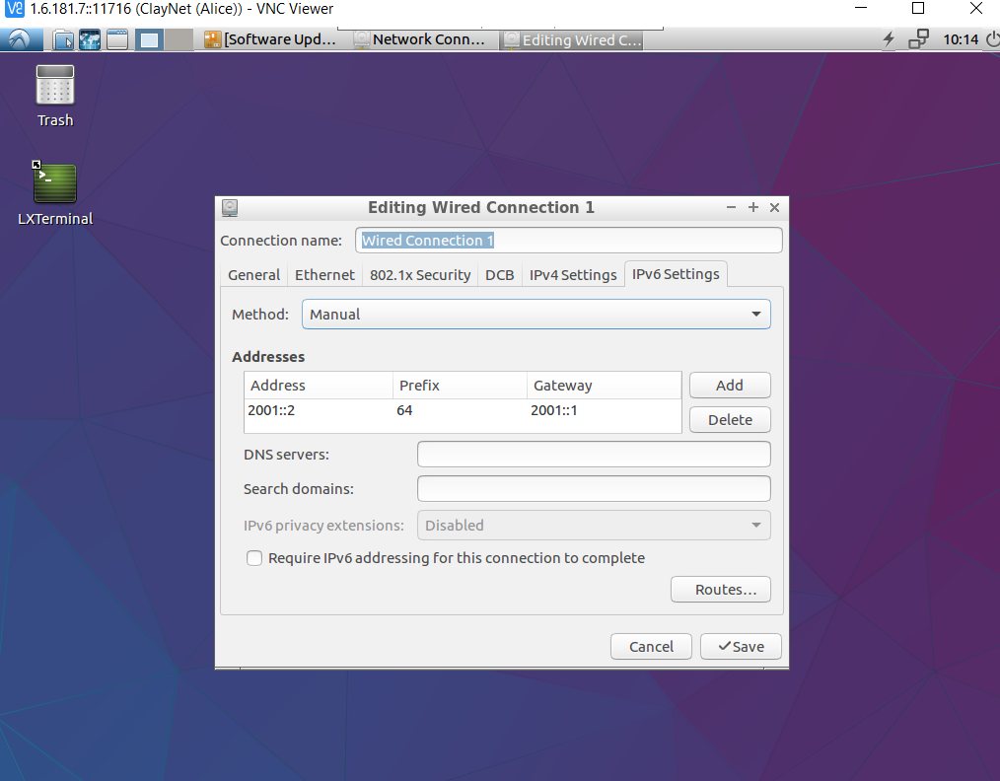 1.6.181.7::11716 (ClayNet (Alice)) - VNC Viewer
[Software Upd... Network Conn... Editing Wired C... 10:14
Trash
LXTerminal
Editing Wired Connection 1
Connection name: Wired Connection 1
General Ethernet 802.1x Security DCB IPv4 Settings IPv6 Settings
Method: Manual
Addresses
Address Prefix Gateway Add
2001::2 64 2001::1
Delete
DNS servers:
Search domains:
IPv6 privacy extensions: Disabled
Require IPv6 addressing for this connection to complete
Routes...
Cancel Save